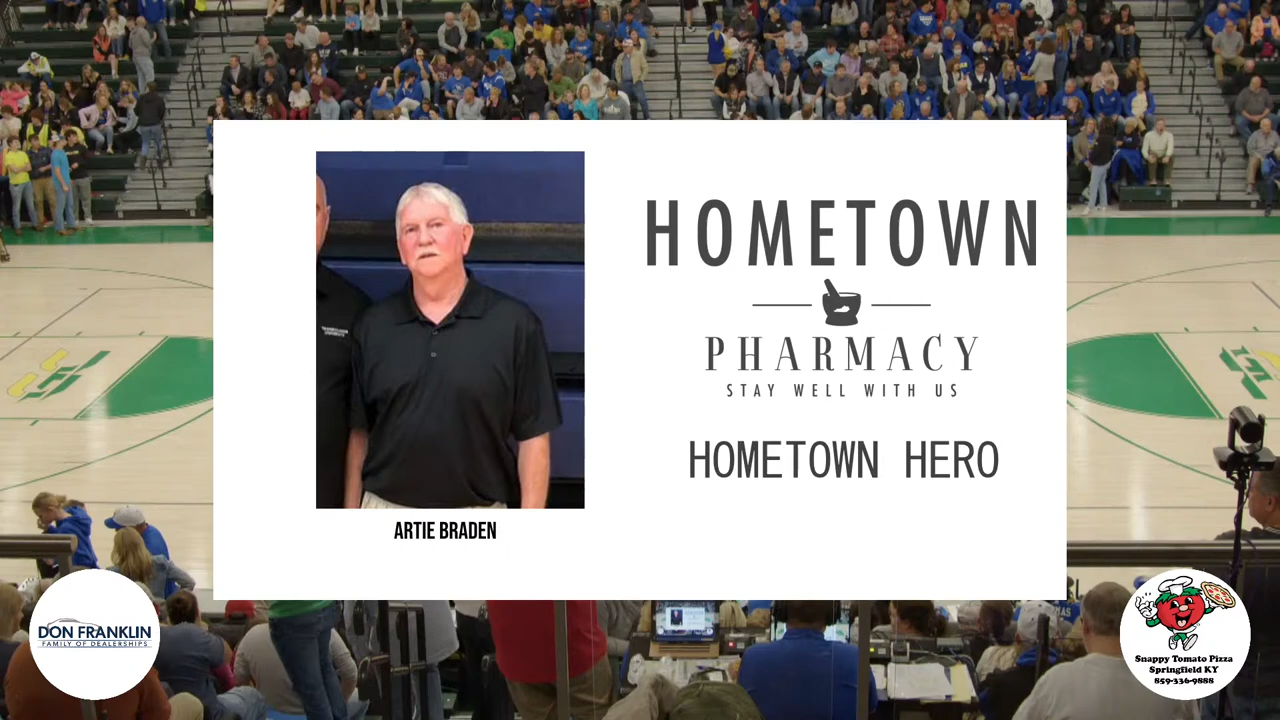 HOMETOWN
PHARMACY
STAY WELL WITH US
HOMETOWN HERO
ARTIE BRADEN
DON FRANKLIN
FAMILY OF DEALERSHIPS
Snappy Tomato Pizza
Springfield KY
859-336-9888